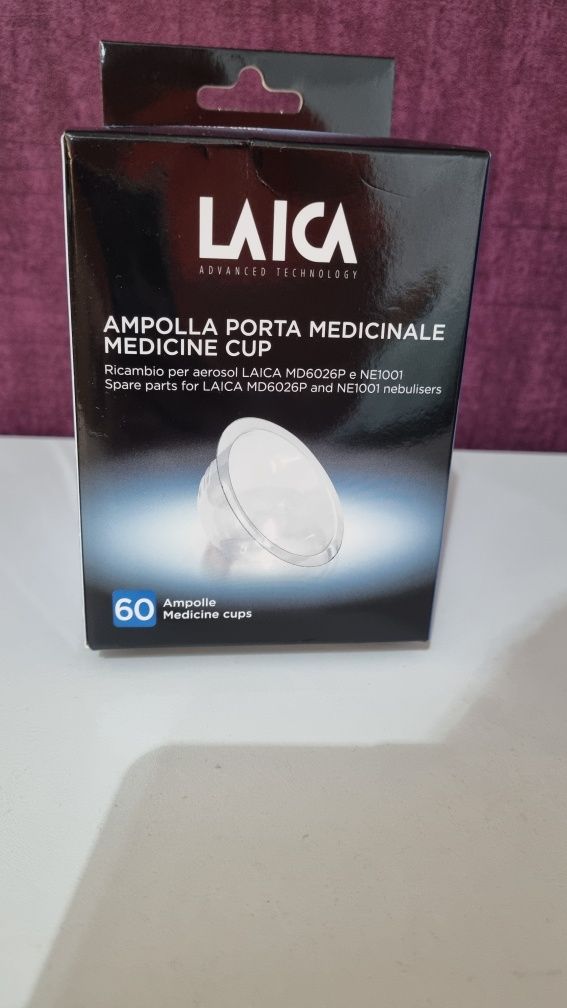 LAICA
ADVANCED TECHNOLOGY
AMPOLLA PORTA MEDICINALE
MEDICINE CUP
Ricambio per aerosol LAICA MD6026P e NE1001
Spare parts for LAICA MD6026P and NE1001 nebulisers
60 Ampolle
Medicine cups